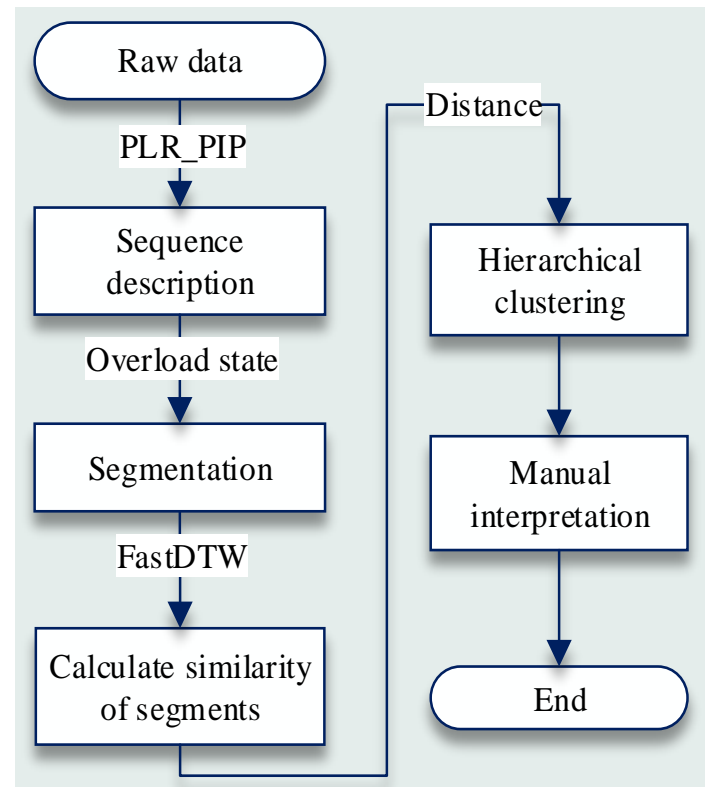 Raw data
PLR_PIP
Sequence
description
Overload state
Segmentation
FastDTW
Calculate similarity
of segments
Distance
Hierarchical
clustering
Manual
interpretation
End